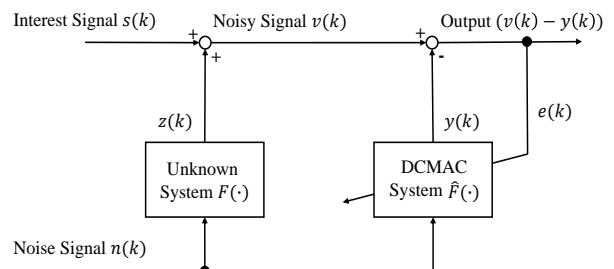 Interest Signal s(k)
Noisy Signal v(k)
Output (v(k) − y(k))
+
+
+
-
z(k)
y(k)
e(k)
Unknown
System F(·)
DCMAC
System F̂(·)
Noise Signal n(k)